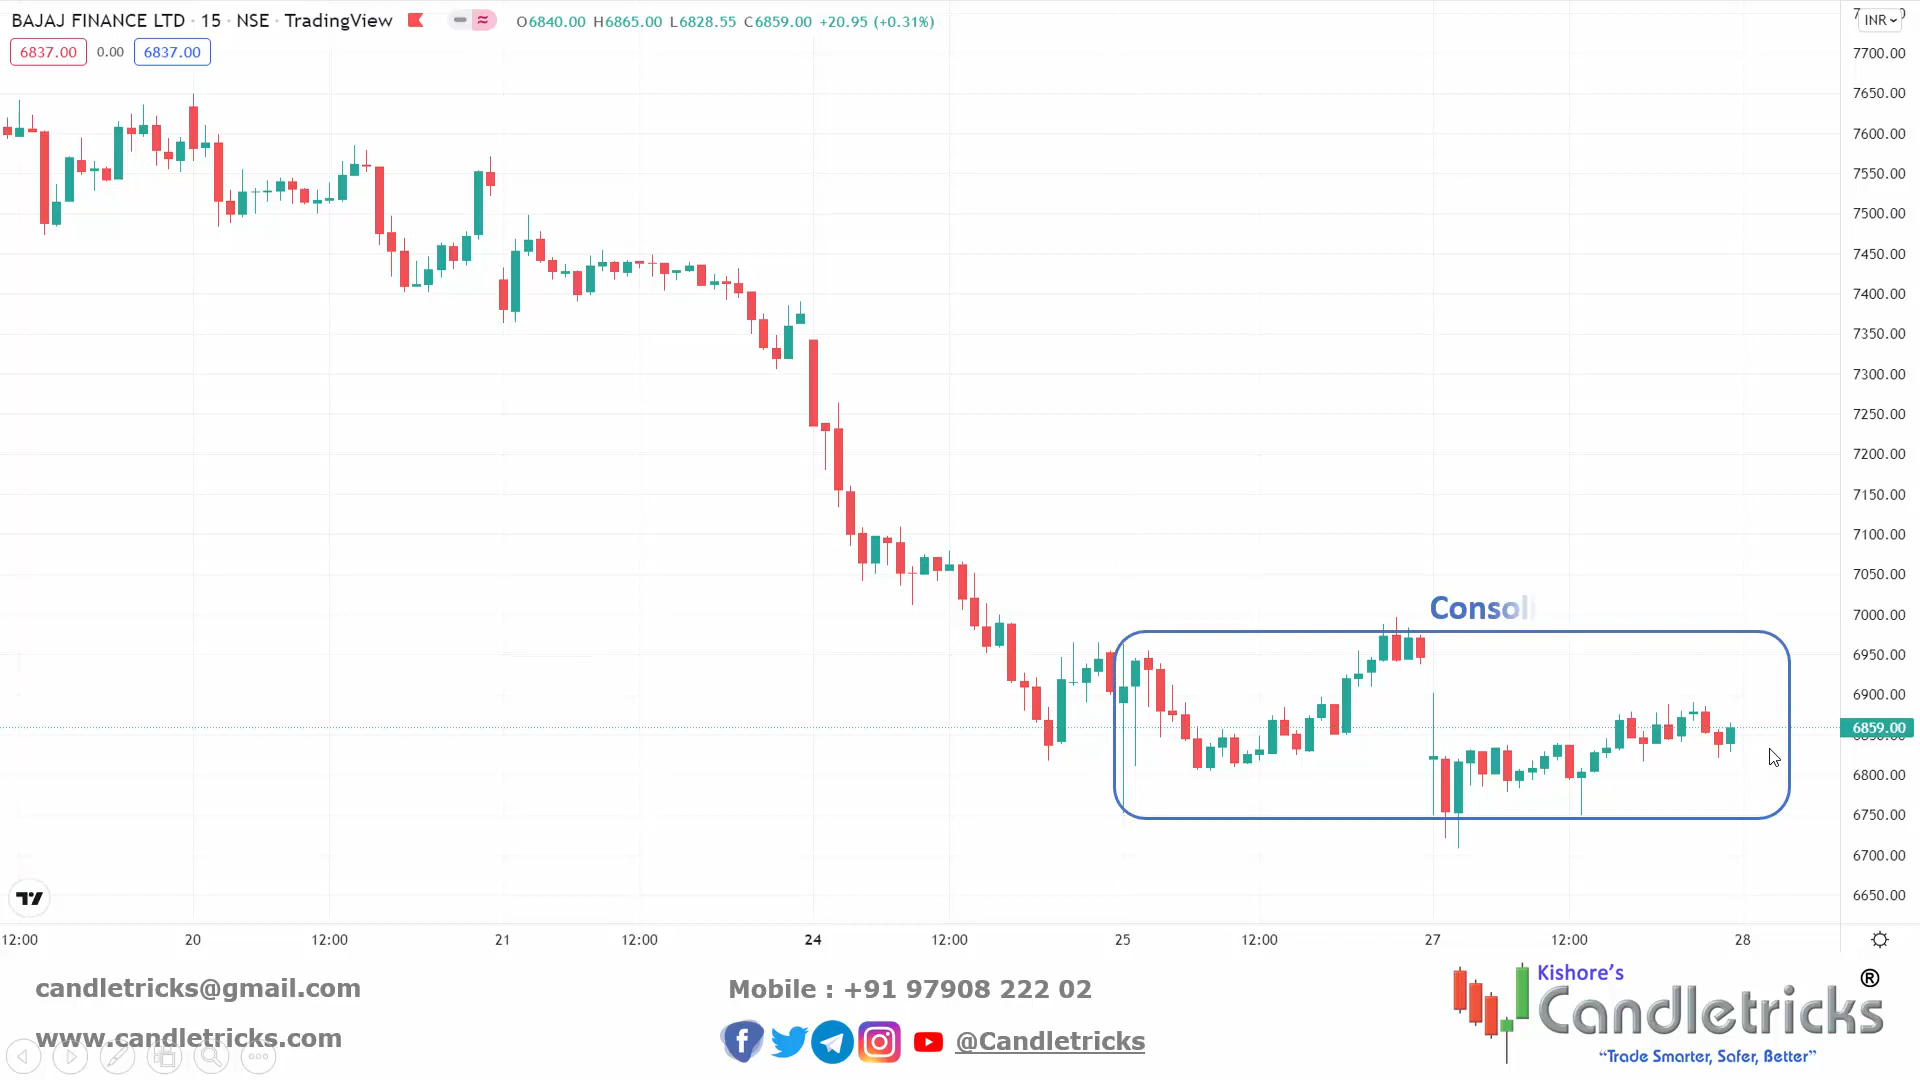 BAJAJ FINANCE LTD · 15 · NSE · TradingView
O6840.00 H6865.00 L6828.55 C6859.00 +20.95 (+0.31%)
6837.00 0.00 6837.00
INR
7700.00
7650.00
7600.00
7550.00
7500.00
7450.00
7400.00
7350.00
7300.00
7250.00
7200.00
7150.00
7100.00
7050.00
7000.00
Consoli
6950.00
6900.00
6859.00
6800.00
6750.00
6700.00
6650.00
12:00 20 12:00 21 12:00 24 12:00 25 12:00 27 12:00 28
candletricks@gmail.com
www.candletricks.com
Mobile : +91 97908 222 02
@Candletricks
Kishore's
Candletricks ®
“Trade Smarter, Safer, Better”